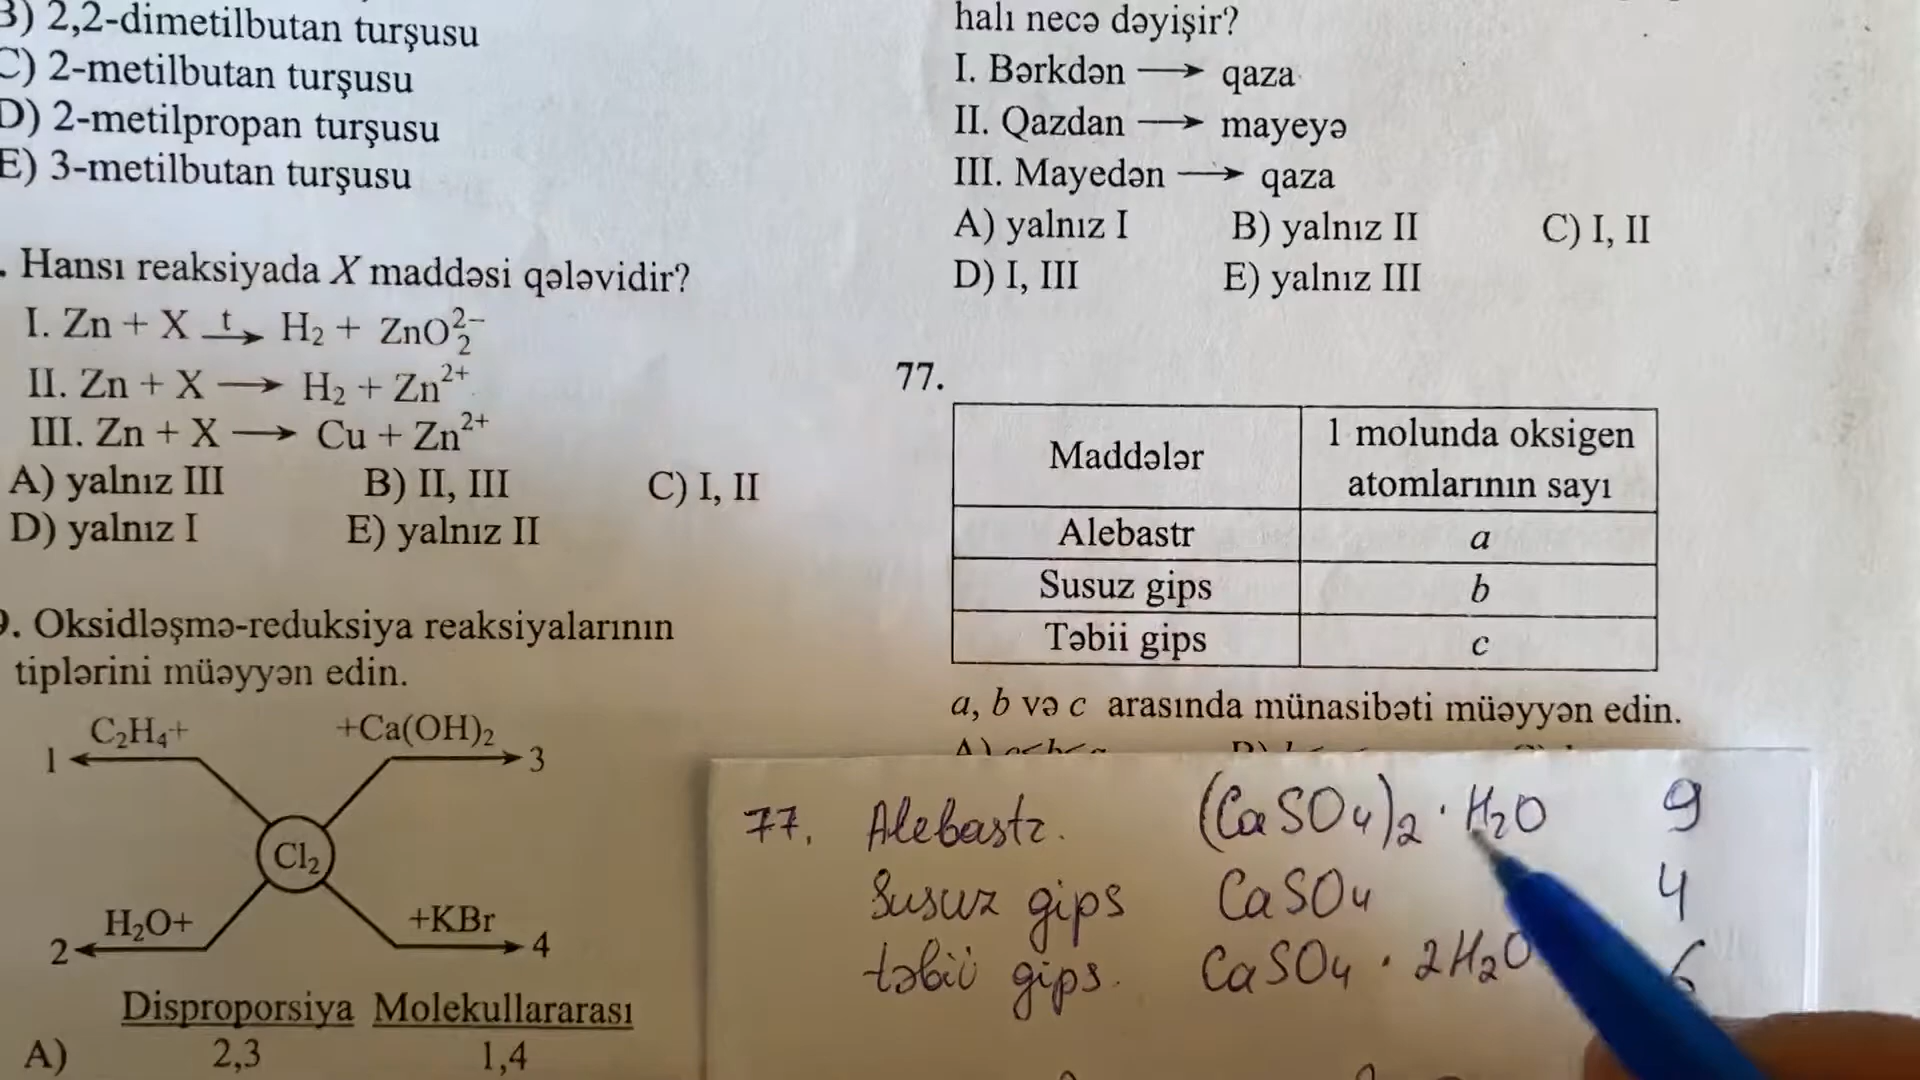 B) 2,2-dimetilbutan turşusu
C) 2-metilbutan turşusu
D) 2-metilpropan turşusu
E) 3-metilbutan turşusu
. Hansı reaksiyada X maddəsi qələvidir?
I. Zn + X —t→ H₂ + ZnO₂²⁻
II. Zn + X ⟶ H₂ + Zn²⁺
III. Zn + X ⟶ Cu + Zn²⁺
A) yalnız III B) II, III C) I, II
D) yalnız I E) yalnız II
9. Oksidləşmə-reduksiya reaksiyalarının
tiplərini müəyyən edin.
C₂H₄+ +Ca(OH)₂
1 3
Cl₂
H₂O+ +KBr
2 4
Disproporsiya Molekullararası
A) 2,3 1,4
halı necə dəyişir?
I. Bərkdən ⟶ qaza
II. Qazdan ⟶ mayeyə
III. Mayedən ⟶ qaza
A) yalnız I B) yalnız II C) I, II
D) I, III E) yalnız III
77.
Maddələr 1 molunda oksigen
atomlarının sayı
Alebastr a
Susuz gips b
Təbii gips c
a, b və c arasında münasibəti müəyyən edin.
77. Alebastr. (CaSO₄)₂ · H₂O 9
Susuz gips CaSO₄ 4
təbii gips. CaSO₄ · 2H₂O 6